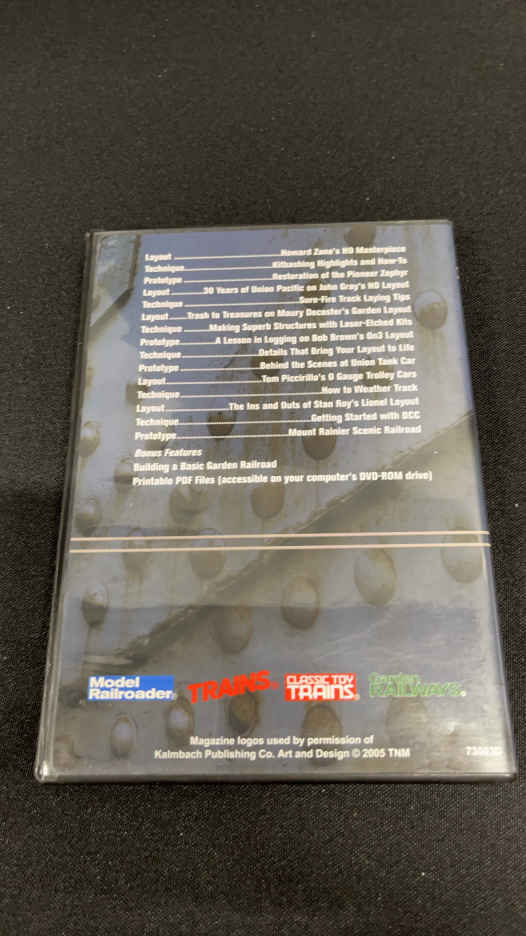 Layout....................Howard Zane's HO Masterpiece
Technique....................Kitbashing Highlights and How-To
Prototype....................Restoration of the Pioneer Zephyr
Layout..........30 Years of Union Pacific on John Gray's HO Layout
Technique....................Sure-Fire Track Laying Tips
Layout......Trash to Treasures on Maury Decoster's Garden Layout
Technique........Making Superb Structures with Laser-Etched Kits
Prototype..........A Lesson in Logging on Bob Brown's On3 Layout
Technique....................Details That Bring Your Layout to Life
Prototype....................Behind the Scenes at Union Tank Car
Layout....................Tom Piccirillo's O Gauge Trolley Cars
Technique....................How to Weather Track
Layout..............The Ins and Outs of Stan Roy's Lionel Layout
Technique....................Getting Started with DCC
Prototype....................Mount Rainier Scenic Railroad
Bonus Features
Building a Basic Garden Railroad
Printable PDF Files (accessible on your computer's DVD-ROM drive)
Model
Railroader®
TRAINS®
CLASSIC TOY
TRAINS®
Garden
RAILWAYS®
Magazine logos used by permission of
Kalmbach Publishing Co. Art and Design © 2005 TNM